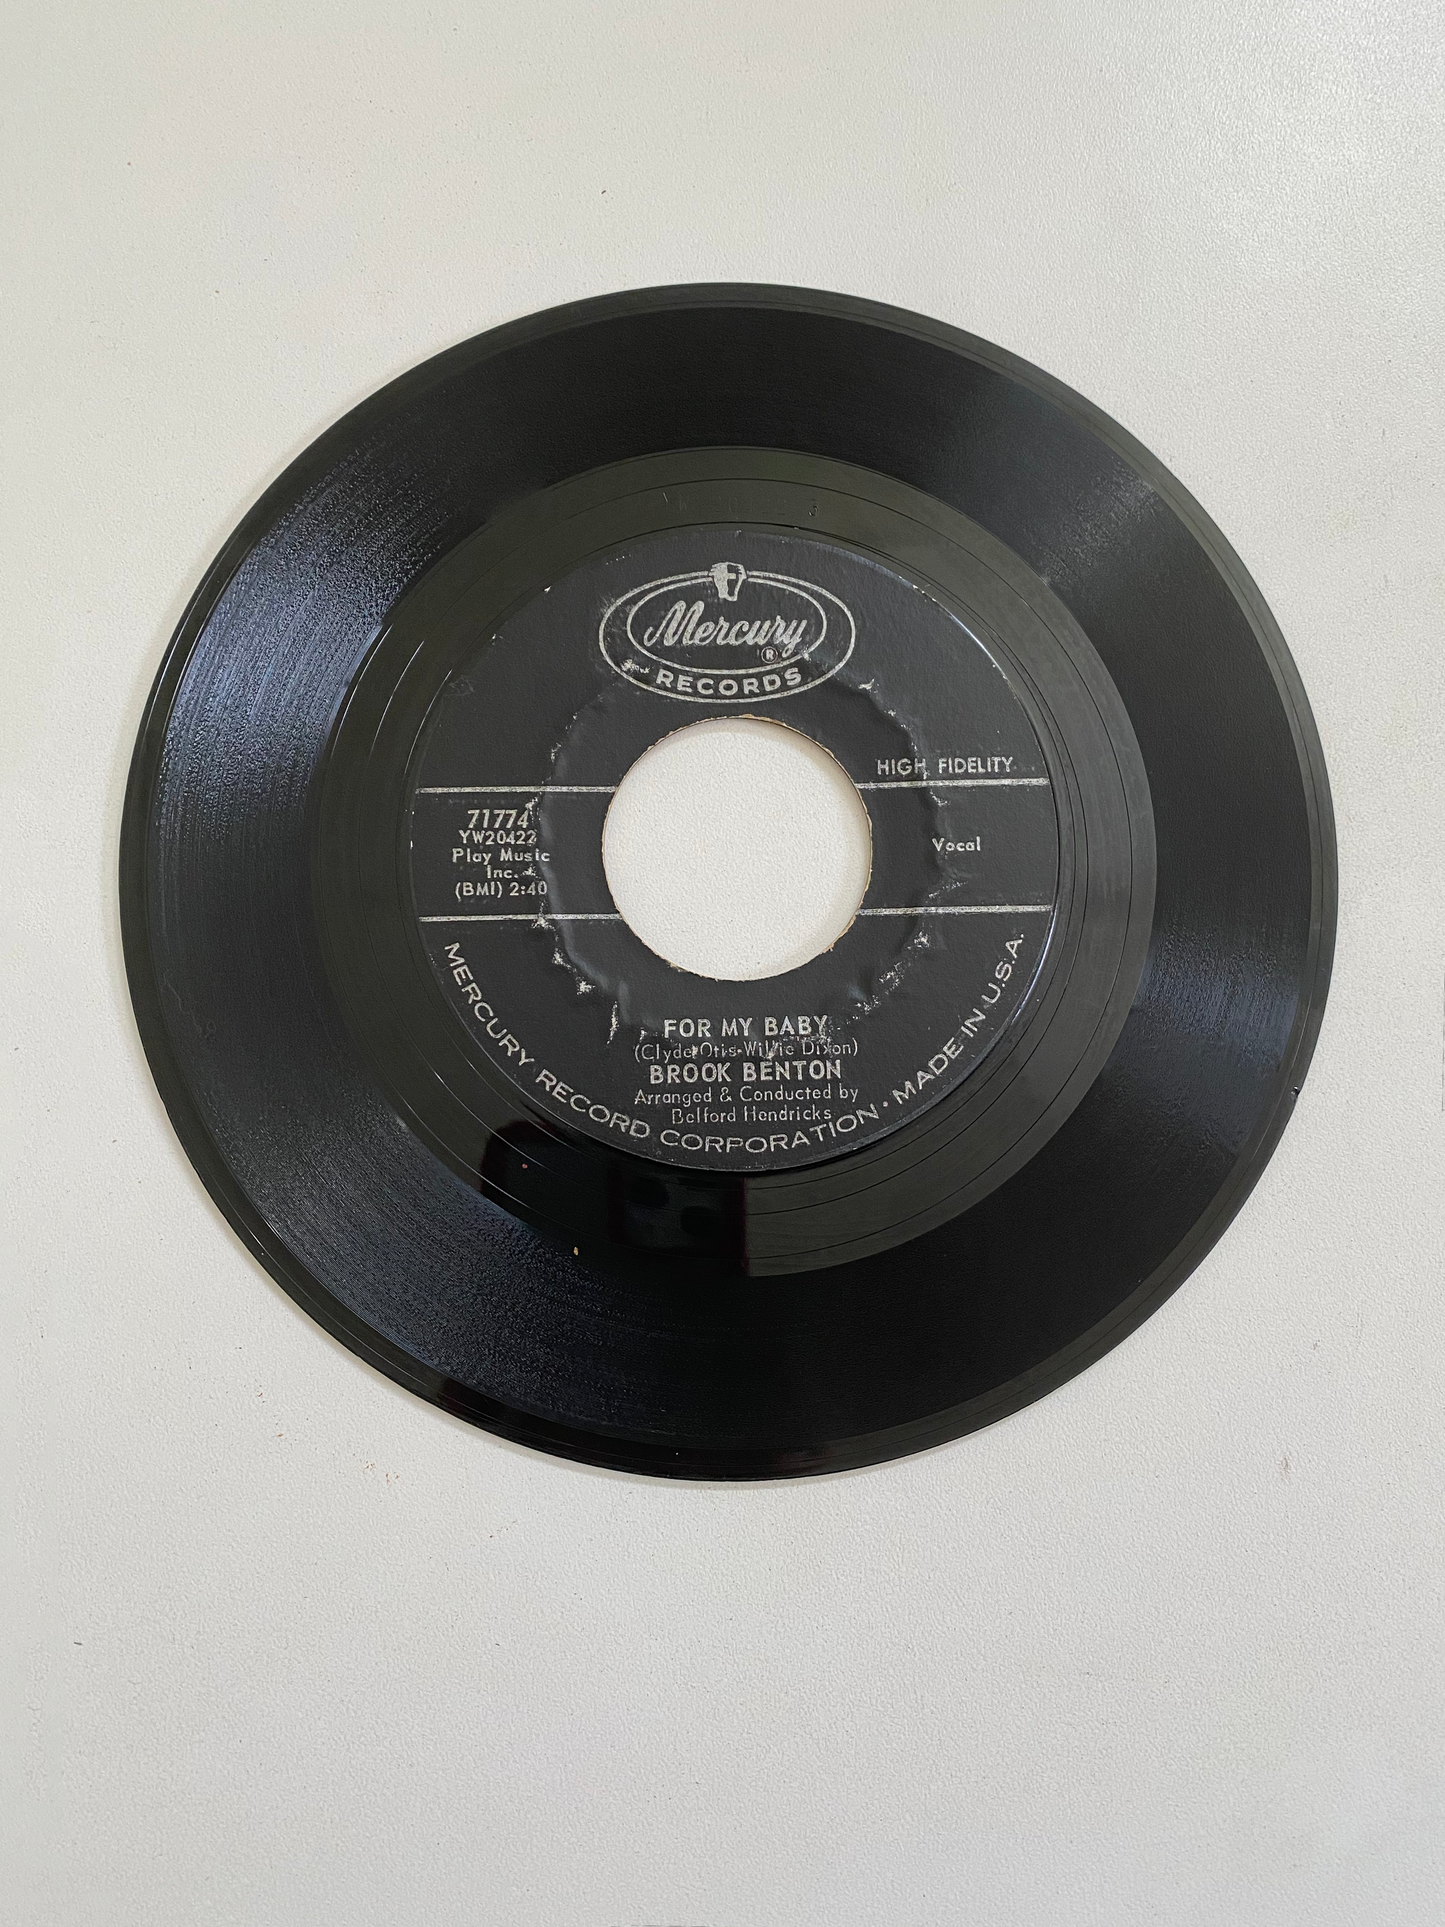 Mercury
®
RECORDS
HIGH FIDELITY
71774
YW20422
Play Music
Inc.
(BMI) 2:40
Vocal
FOR MY BABY
(Clyde Otis-Willie Dixon)
BROOK BENTON
Arranged & Conducted by
Belford Hendricks
MERCURY RECORD CORPORATION • MADE IN U.S.A.